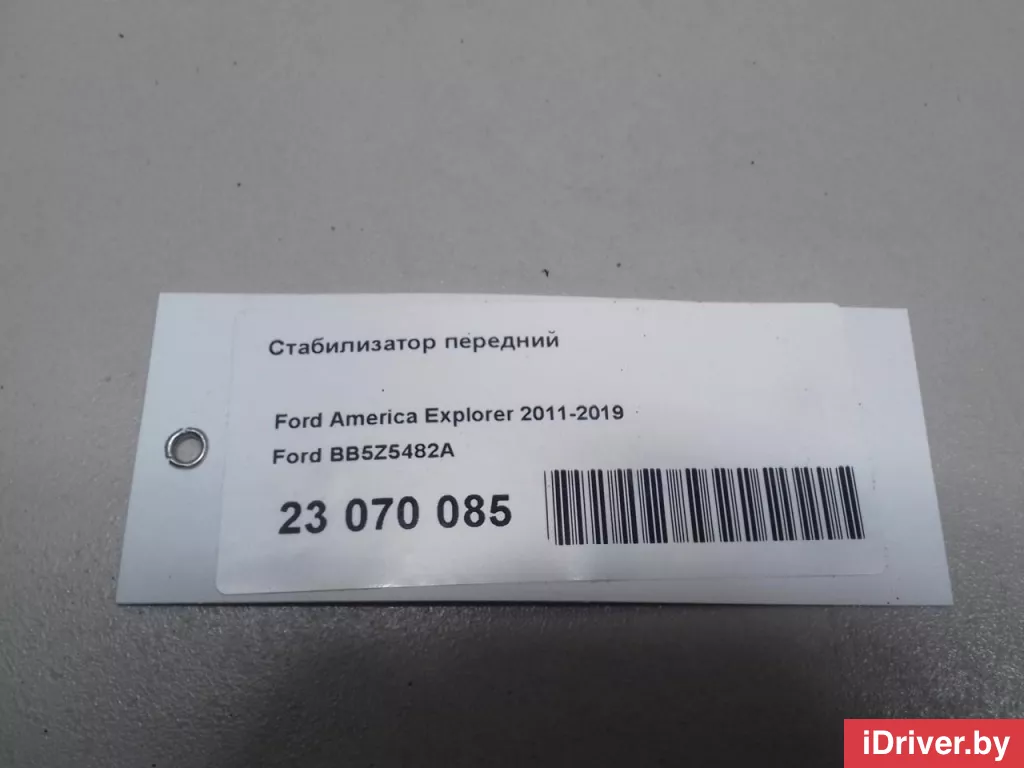 Стабилизатор передний
Ford America Explorer 2011-2019
Ford BB5Z5482A
23 070 085
iDriver.by